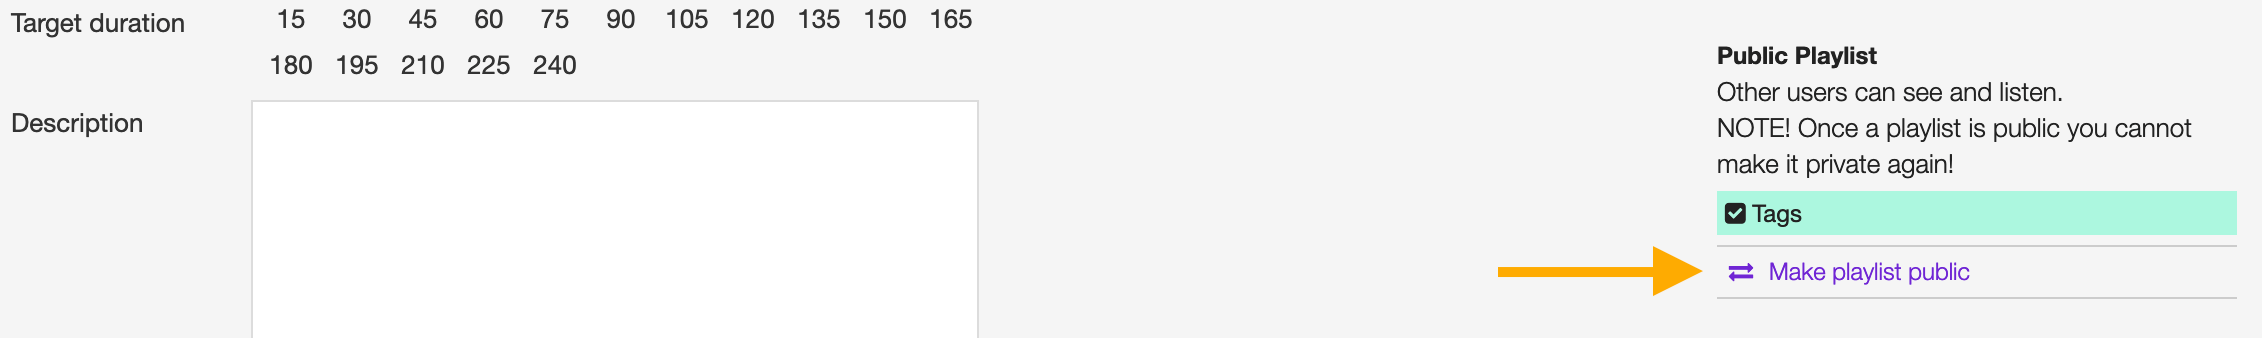 Target duration
15 30 45 60 75 90 105 120 135 150 165
180 195 210 225 240
Description
Public Playlist
Other users can see and listen.
NOTE! Once a playlist is public you cannot
make it private again!
Tags
Make playlist public